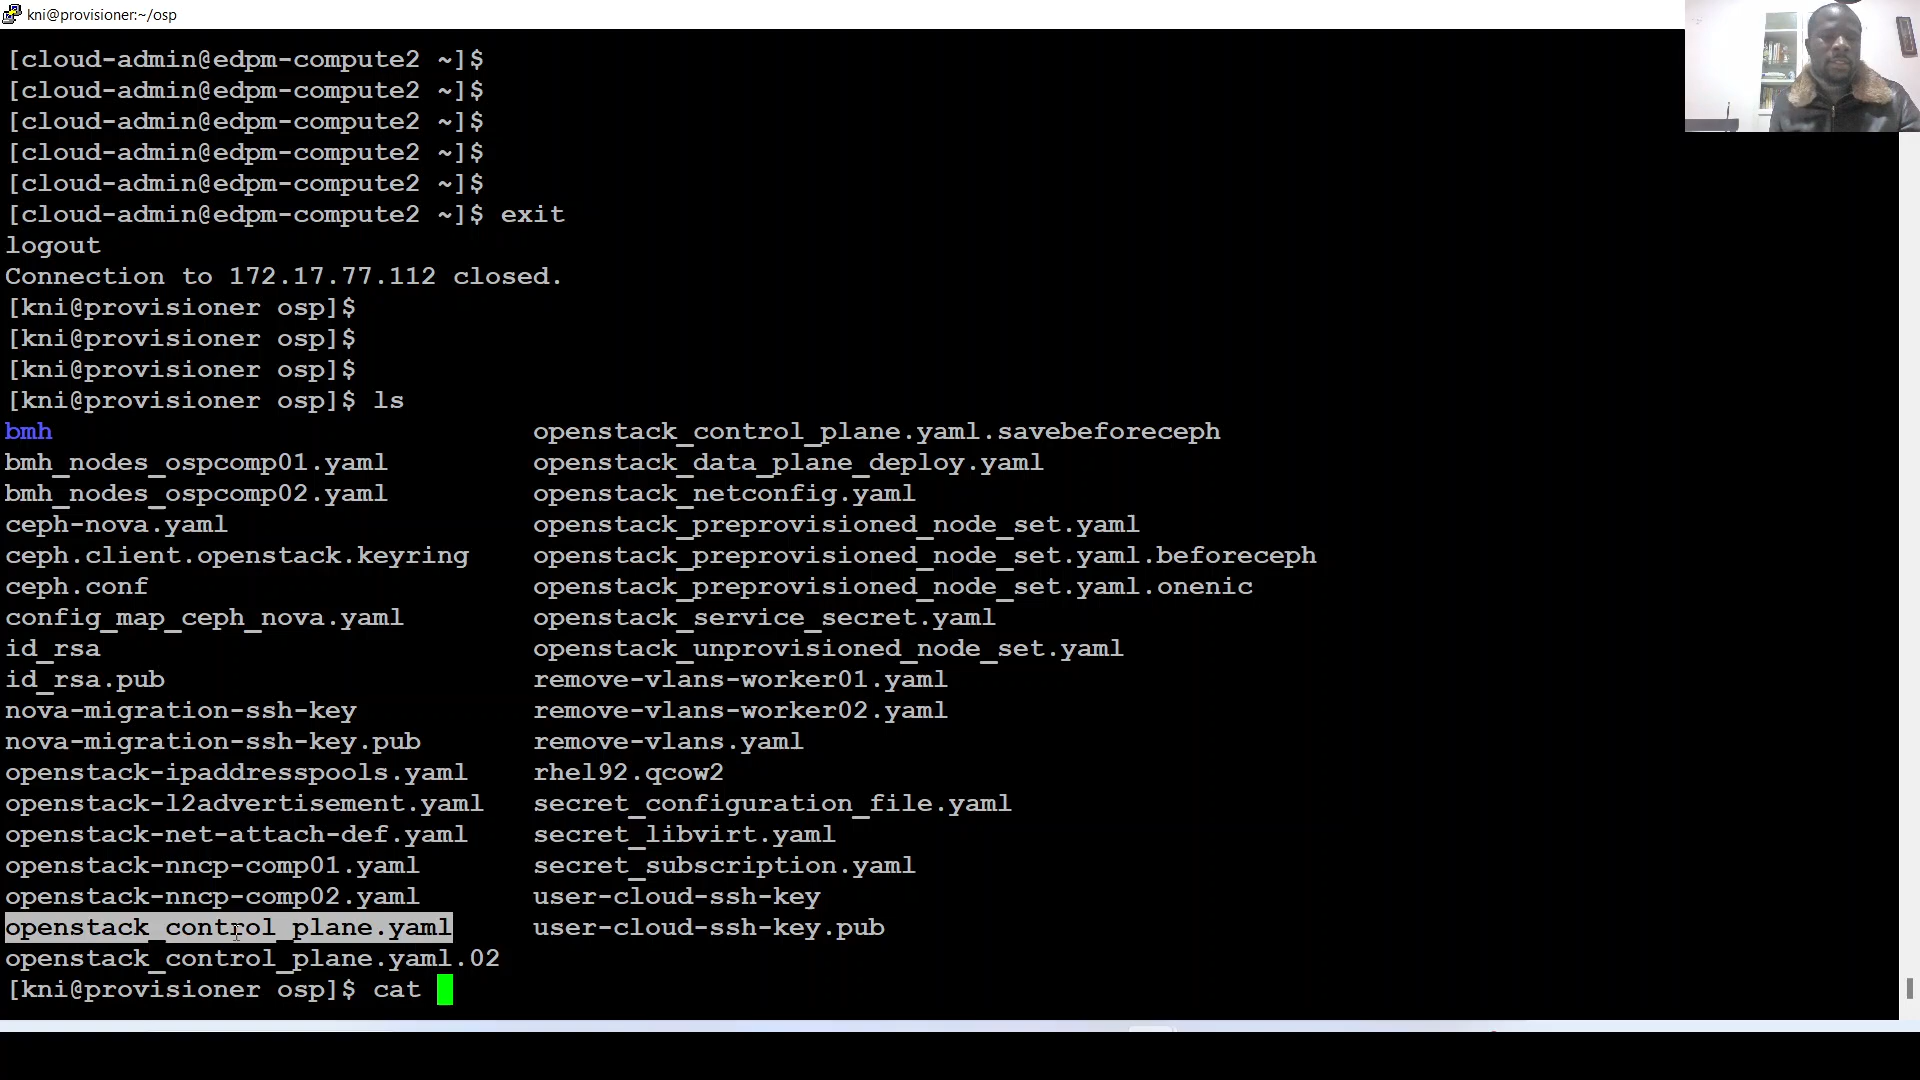 kni@provisioner:~/osp
[cloud-admin@edpm-compute2 ~]$
[cloud-admin@edpm-compute2 ~]$
[cloud-admin@edpm-compute2 ~]$
[cloud-admin@edpm-compute2 ~]$
[cloud-admin@edpm-compute2 ~]$
[cloud-admin@edpm-compute2 ~]$ exit
logout
Connection to 172.17.77.112 closed.
[kni@provisioner osp]$
[kni@provisioner osp]$
[kni@provisioner osp]$
[kni@provisioner osp]$ ls
bmh openstack_control_plane.yaml.savebeforeceph
bmh_nodes_ospcomp01.yaml openstack_data_plane_deploy.yaml
bmh_nodes_ospcomp02.yaml openstack_netconfig.yaml
ceph-nova.yaml openstack_preprovisioned_node_set.yaml
ceph.client.openstack.keyring openstack_preprovisioned_node_set.yaml.beforeceph
ceph.conf openstack_preprovisioned_node_set.yaml.onenic
config_map_ceph_nova.yaml openstack_service_secret.yaml
id_rsa openstack_unprovisioned_node_set.yaml
id_rsa.pub remove-vlans-worker01.yaml
nova-migration-ssh-key remove-vlans-worker02.yaml
nova-migration-ssh-key.pub remove-vlans.yaml
openstack-ipaddresspools.yaml rhel92.qcow2
openstack-l2advertisement.yaml secret_configuration_file.yaml
openstack-net-attach-def.yaml secret_libvirt.yaml
openstack-nncp-comp01.yaml secret_subscription.yaml
openstack-nncp-comp02.yaml user-cloud-ssh-key
openstack_control_plane.yaml user-cloud-ssh-key.pub
openstack_control_plane.yaml.02
[kni@provisioner osp]$ cat